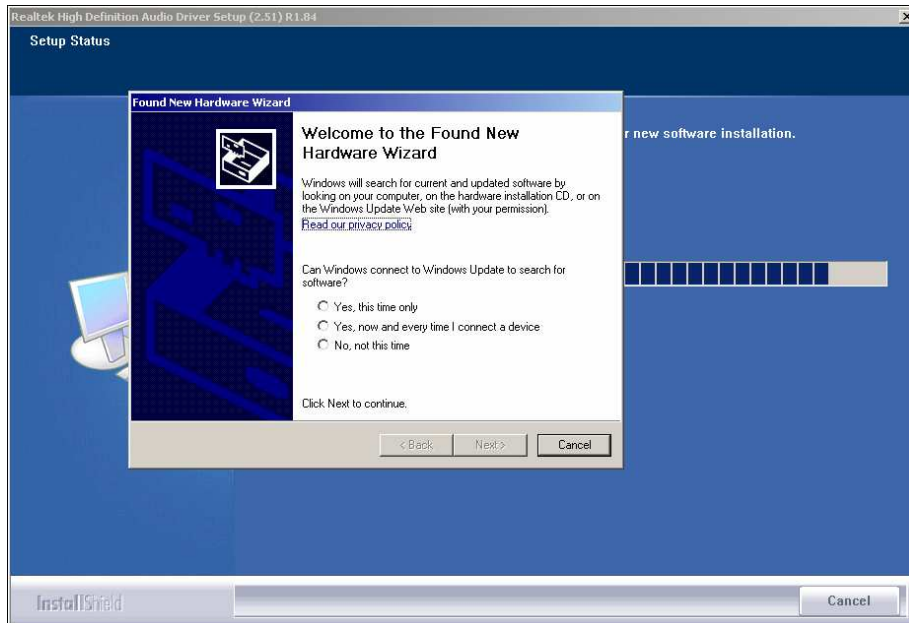 Realtek High Definition Audio Driver Setup (2.51) R1.84
Setup Status
r new software installation.
Found New Hardware Wizard
Welcome to the Found New
Hardware Wizard
Windows will search for current and updated software by
looking on your computer, on the hardware installation CD, or on
the Windows Update Web site (with your permission).
Read our privacy policy
Can Windows connect to Windows Update to search for
software?
Yes, this time only
Yes, now and every time I connect a device
No, not this time
Click Next to continue.
< Back
Next >
Cancel
InstallShield
Cancel